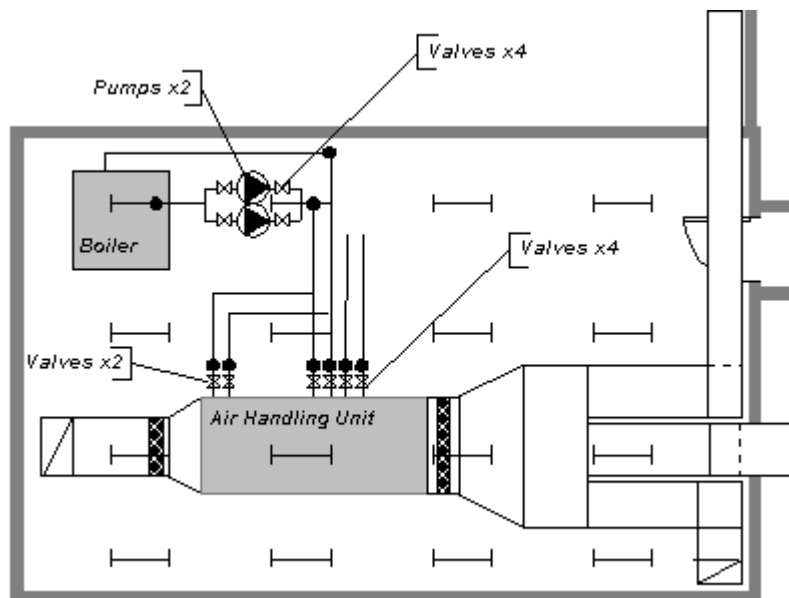 Valves x4
Pumps x2
Boiler
Valves x4
Valves x2
Air Handling Unit